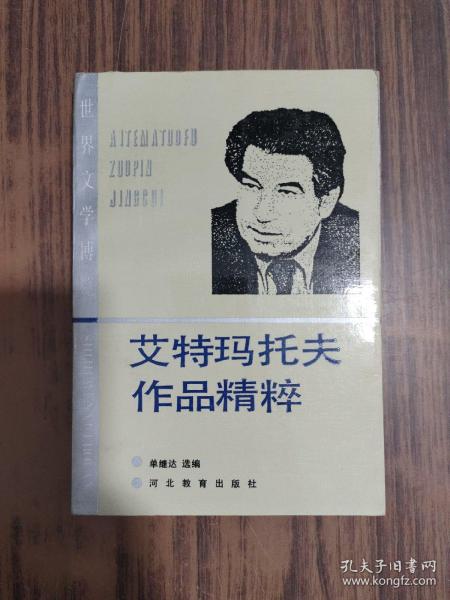 世界文学博
AITEMATUOFU
ZUOPIN
JINGCUI
艾特玛托夫
作品精粹
单继达 选编
河北教育出版社
孔夫子旧书网
www.kongfz.com